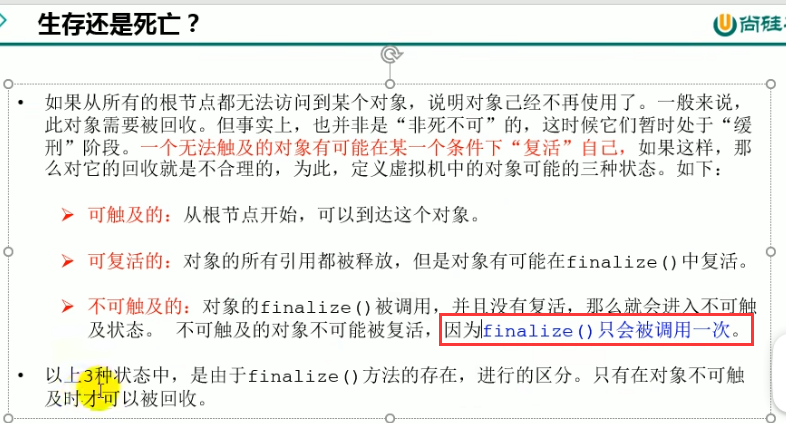 生存还是死亡？
尚硅
• 如果从所有的根节点都无法访问到某个对象，说明对象己经不再使用了。一般来说，
此对象需要被回收。但事实上，也并非是“非死不可”的，这时候它们暂时处于“缓
刑”阶段。一个无法触及的对象有可能在某一个条件下“复活”自己，如果这样，那
么对它的回收就是不合理的，为此，定义虚拟机中的对象可能的三种状态。如下：
➢ 可触及的：从根节点开始，可以到达这个对象。
➢ 可复活的：对象的所有引用都被释放，但是对象有可能在finalize()中复活。
➢ 不可触及的：对象的finalize()被调用，并且没有复活，那么就会进入不可触
及状态。 不可触及的对象不可能被复活，因为finalize()只会被调用一次。
• 以上3种状态中，是由于finalize()方法的存在，进行的区分。只有在对象不可触
及时才可以被回收。